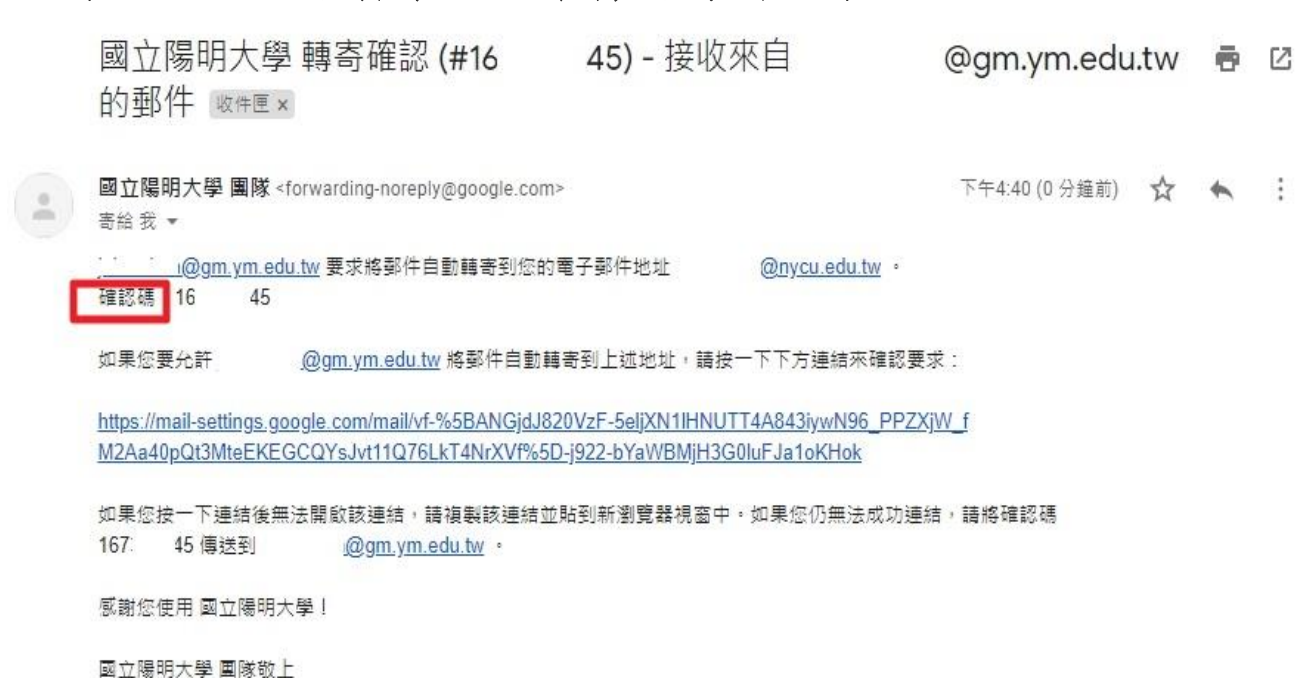 國立陽明大學 轉寄確認 (#16 45) - 接收來自 @gm.ym.edu.tw
的郵件 收件匣 x
國立陽明大學 團隊 <forwarding-noreply@google.com> 下午4:40 (0 分鐘前)
寄給 我
@gm.ym.edu.tw 要求將郵件自動轉寄到您的電子郵件地址 @nycu.edu.tw 。
確認碼 16 45
如果您要允許 @gm.ym.edu.tw 將郵件自動轉寄到上述地址，請按一下下方連結來確認要求：
https://mail-settings.google.com/mail/vf-%5BANGjdJ820VzF-5eljXN1lHNUTT4A843iywN96_PPZXjW_f
M2Aa40pQt3MteEKEGCQYsJvt11Q76LkT4NrXVf%5D-j922-bYaWBMjH3G0luFJa1oKHok
如果您按一下連結後無法開啟該連結，請複製該連結並貼到新瀏覽器視窗中。如果您仍無法成功連結，請將確認碼
167 45 傳送到 @gm.ym.edu.tw 。
感謝您使用 國立陽明大學！
國立陽明大學 團隊敬上